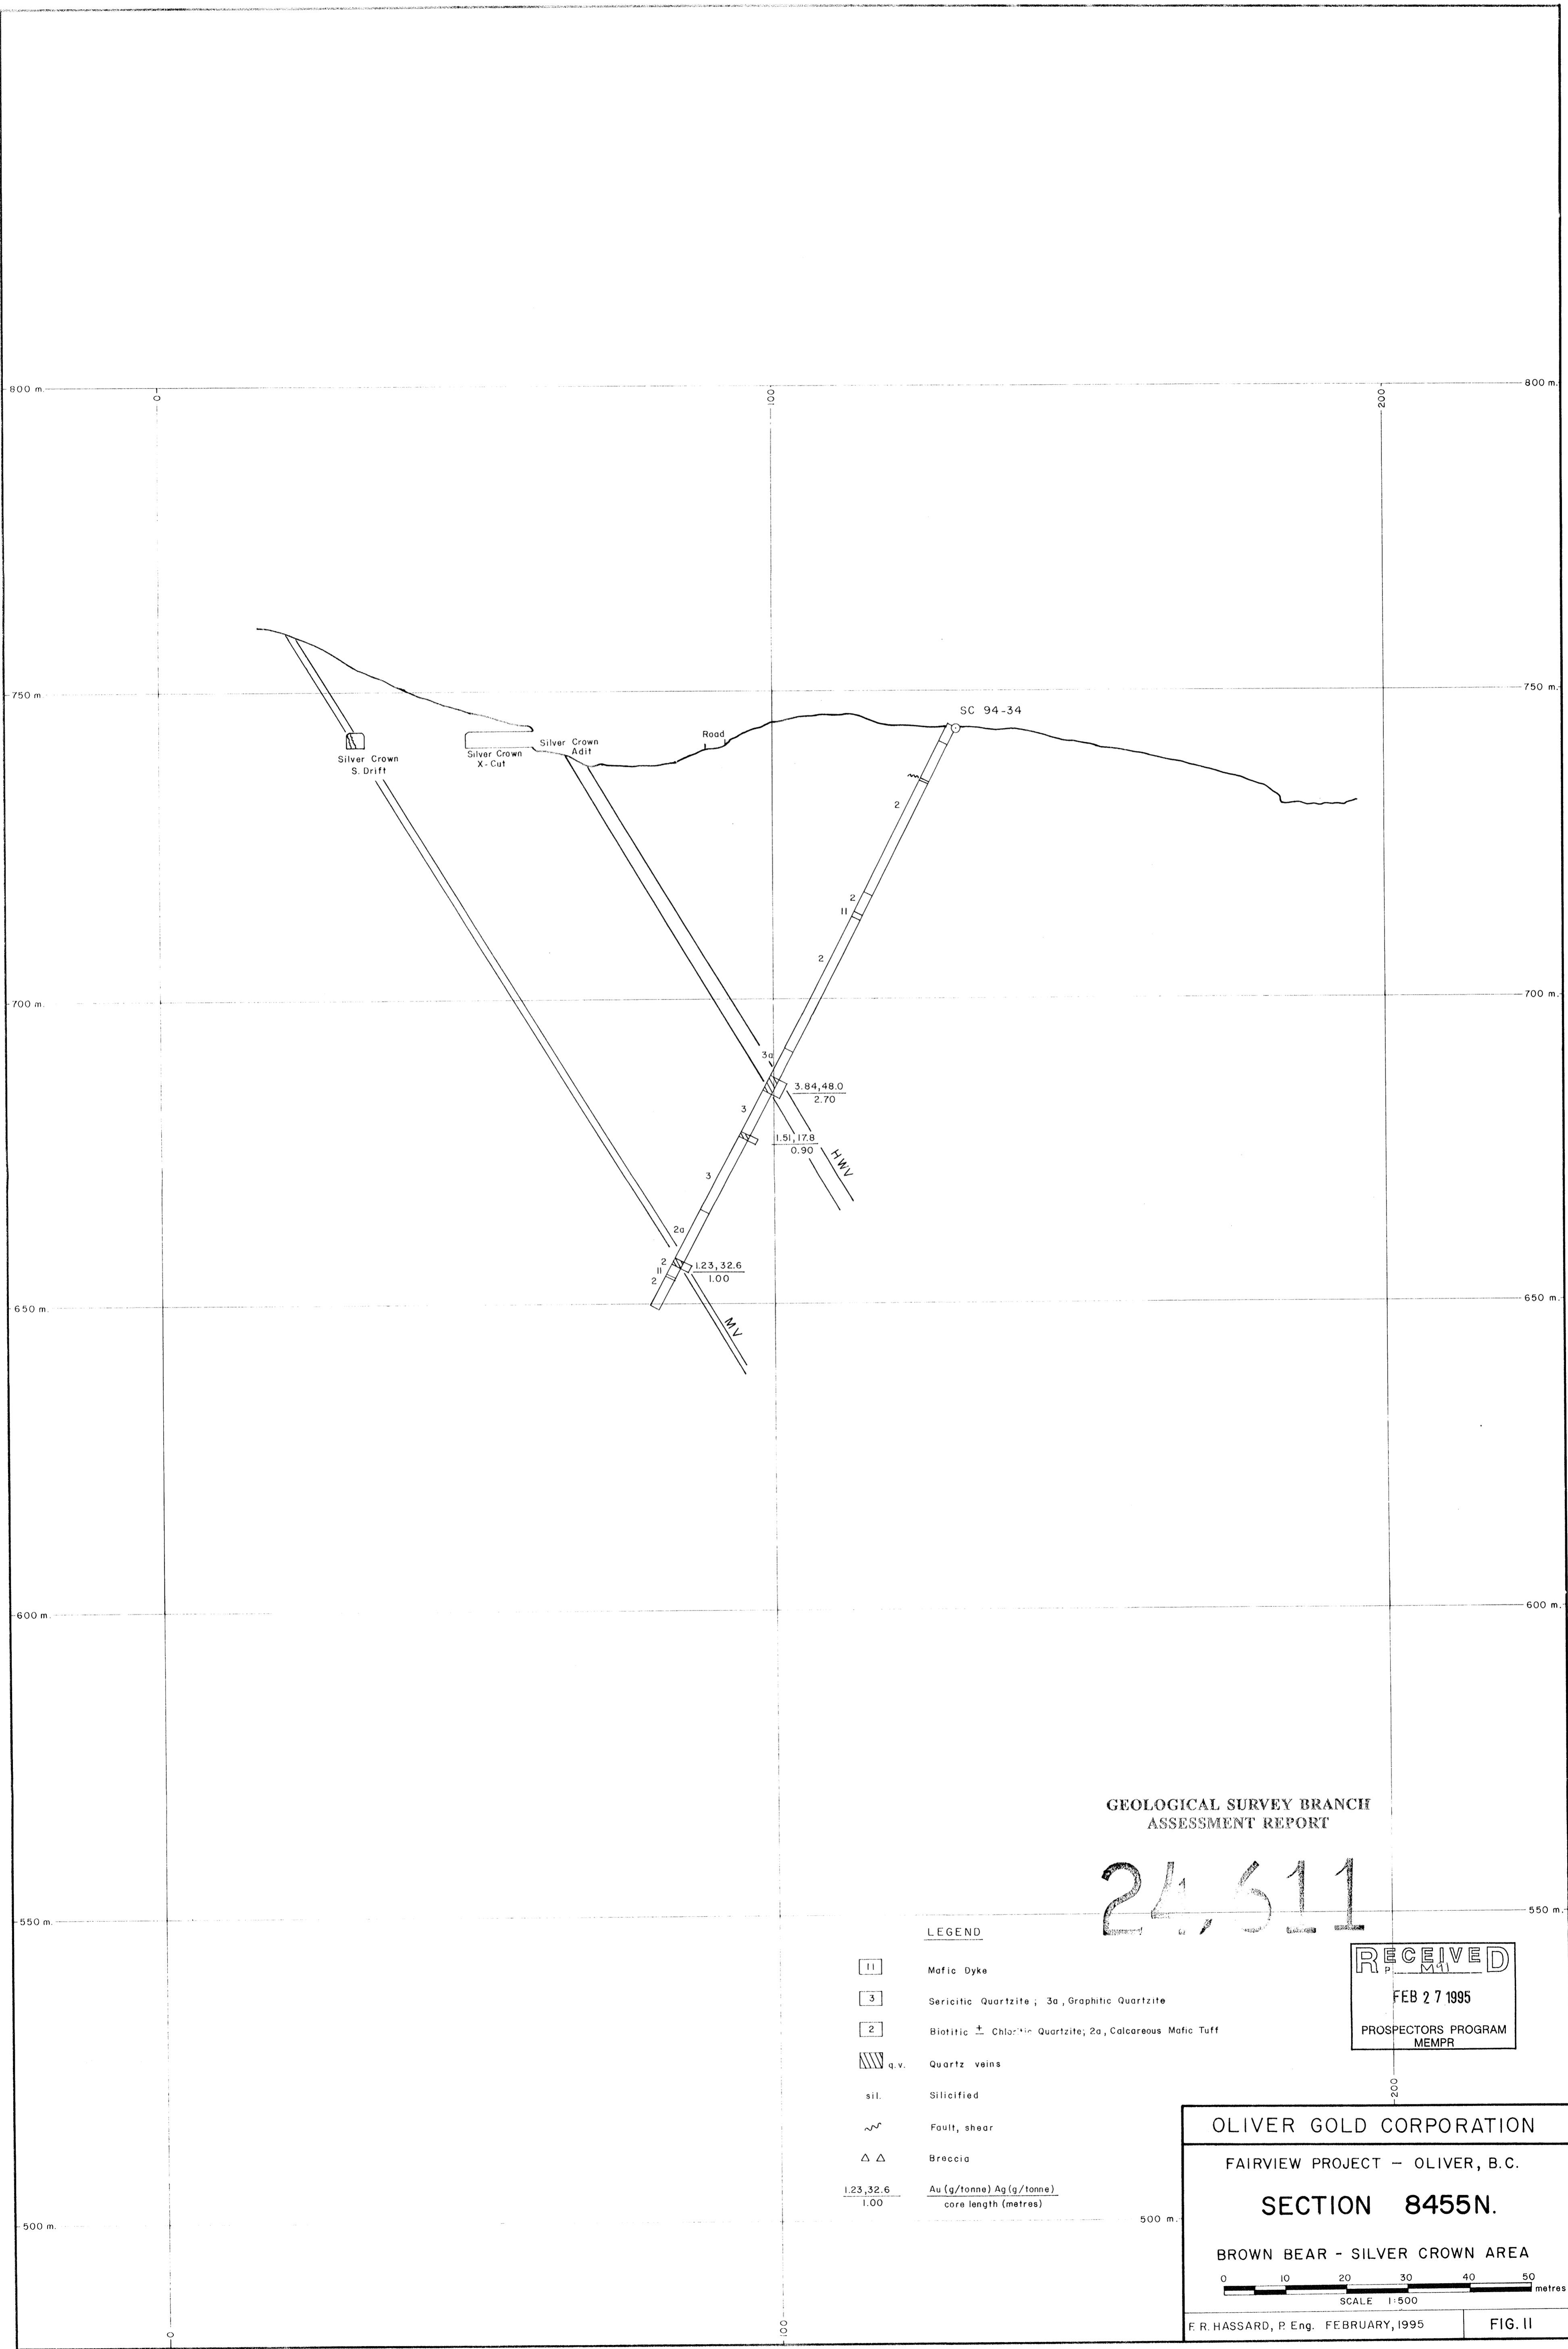 800 m.
0
100
200
800 m.
750 m
750 m.
SC 94-34
Road
Silver Crown
S. Drift
Silver Crown
X-Cut
Silver Crown
Adit
2
2
11
2
700 m.
700 m.
3a
3.84,48.0
2.70
3
1.51,17.8
0.90
HWV
3
2a
2
11
2
1.23,32.6
1.00
MV
650 m.
650 m.
600 m.
600 m.
550 m.
550 m.
GEOLOGICAL SURVEY BRANCH
ASSESSMENT REPORT
24,611
RECEIVED
FEB 27 1995
PROSPECTORS PROGRAM
MEMPR
LEGEND
11 Mafic Dyke
3 Sericitic Quartzite ; 3a, Graphitic Quartzite
2 Biotitic ± Chloritic Quartzite; 2a, Calcareous Mafic Tuff
q.v. Quartz veins
sil. Silicified
Fault, shear
Breccia
1.23,32.6 Au (g/tonne) Ag (g/tonne)
1.00 core length (metres)
500 m.
500 m.
0
100
200
OLIVER GOLD CORPORATION
FAIRVIEW PROJECT - OLIVER, B.C.
SECTION 8455N.
BROWN BEAR - SILVER CROWN AREA
0 10 20 30 40 50 metres
SCALE 1:500
F. R. HASSARD, P. Eng. FEBRUARY, 1995
FIG. 11